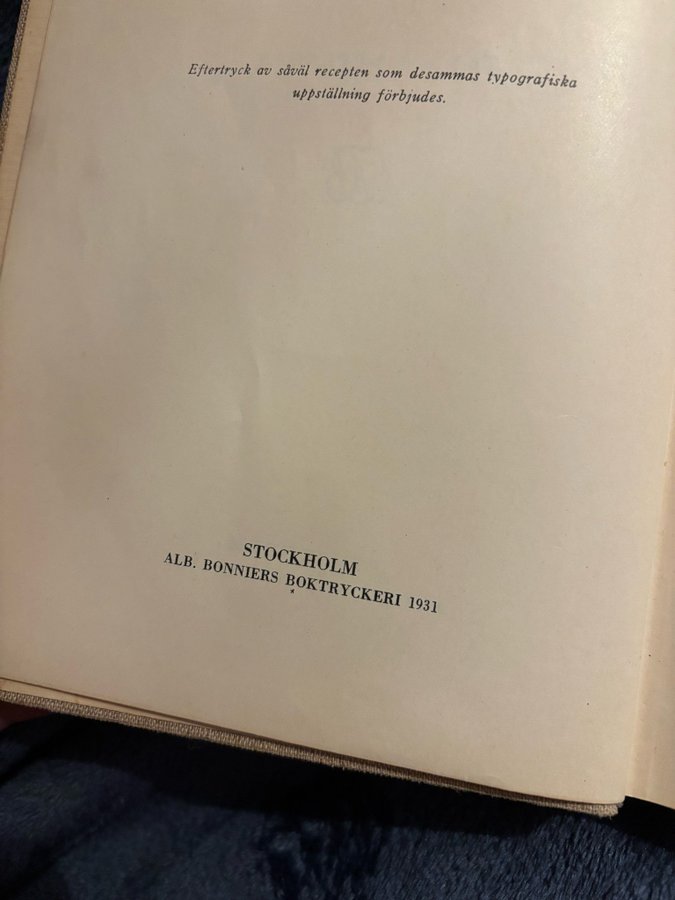 Eftertryck av såväl recepten som desammas typografiska
uppställning förbjudes.
STOCKHOLM
ALB. BONNIERS BOKTRYCKERI 1931
*